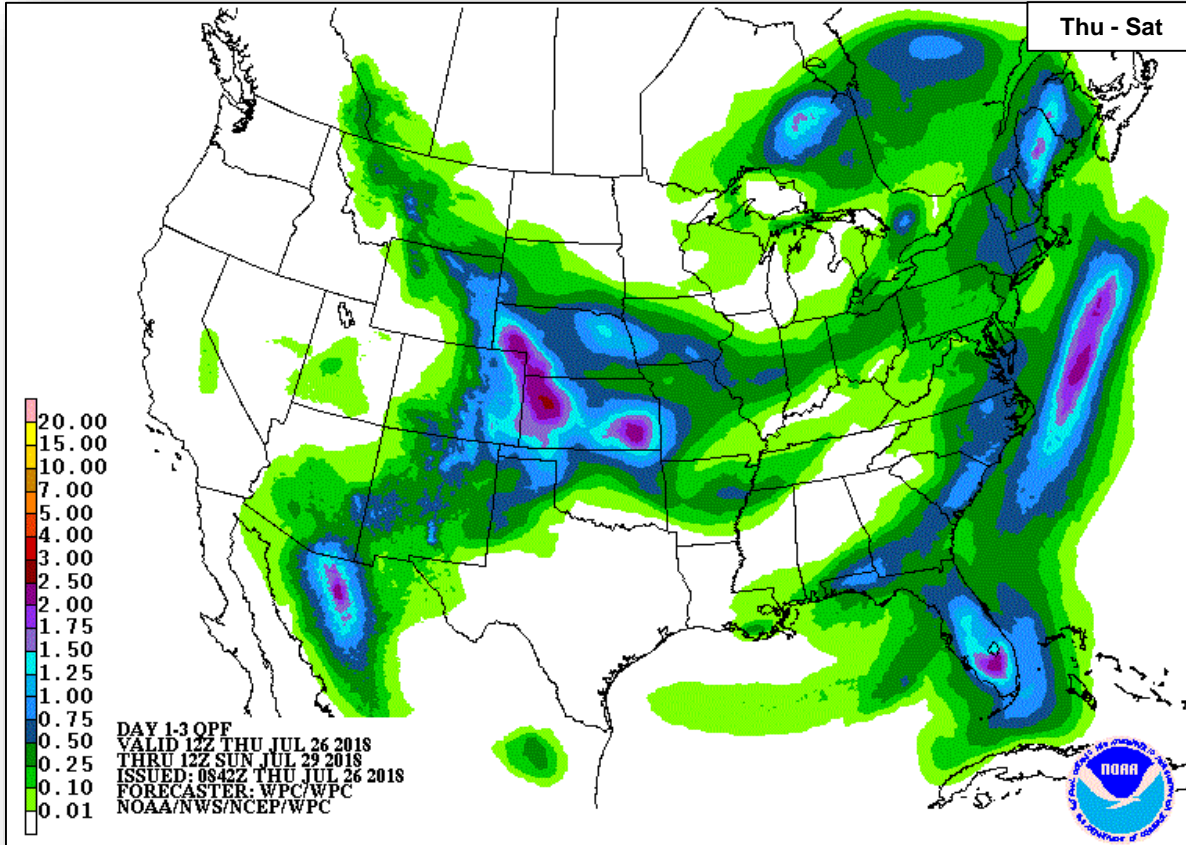 Thu - Sat
20.00
15.00
10.00
7.00
5.00
4.00
3.00
2.50
2.00
1.75
1.50
1.25
1.00
0.75
0.50
0.25
0.10
0.01
DAY 1-3 QPF
VALID 12Z THU JUL 26 2018
THRU 12Z SUN JUL 29 2018
ISSUED: 0842Z THU JUL 26 2018
FORECASTER: WPC/WPC
NOAA/NWS/NCEP/WPC
NOAA